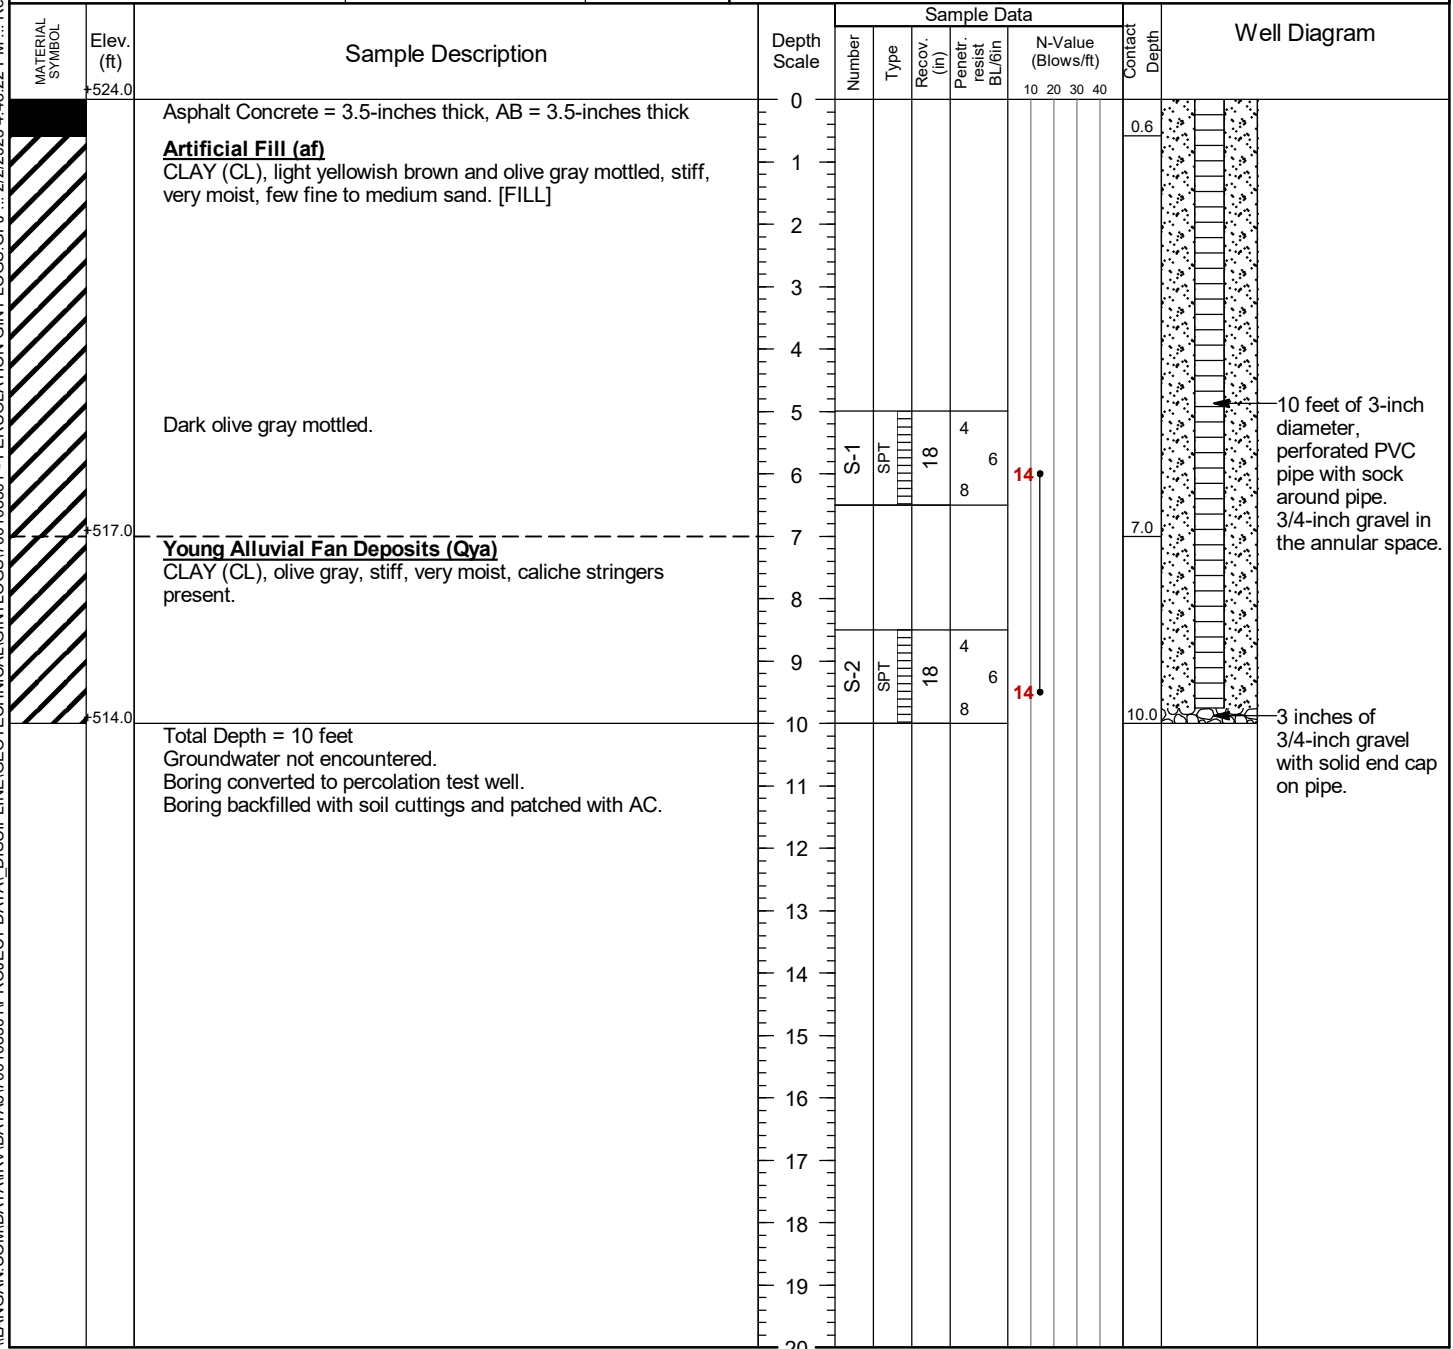 MATERIAL
SYMBOL
Elev.
(ft)
+524.0
Sample Description
Depth
Scale
Sample Data
Number
Type
Recov.
(in)
Penetr.
resist
BL/6in
N-Value
(Blows/ft)
10 20 30 40
Contact
Depth
Well Diagram
0
Asphalt Concrete = 3.5-inches thick, AB = 3.5-inches thick
0.6
Artificial Fill (af)
1
CLAY (CL), light yellowish brown and olive gray mottled, stiff,
very moist, few fine to medium sand. [FILL]
2
3
4
5
Dark olive gray mottled.
S-1
SPT
18
4
6
8
6
14
10 feet of 3-inch
diameter,
perforated PVC
pipe with sock
around pipe.
3/4-inch gravel in
the annular space.
+517.0
7
7.0
Young Alluvial Fan Deposits (Qya)
CLAY (CL), olive gray, stiff, very moist, caliche stringers
present.
8
9
S-2
SPT
18
4
6
8
14
+514.0
10
10.0
3 inches of
3/4-inch gravel
with solid end cap
on pipe.
Total Depth = 10 feet
Groundwater not encountered.
Boring converted to percolation test well.
Boring backfilled with soil cuttings and patched with AC.
11
12
13
14
15
16
17
18
19
20